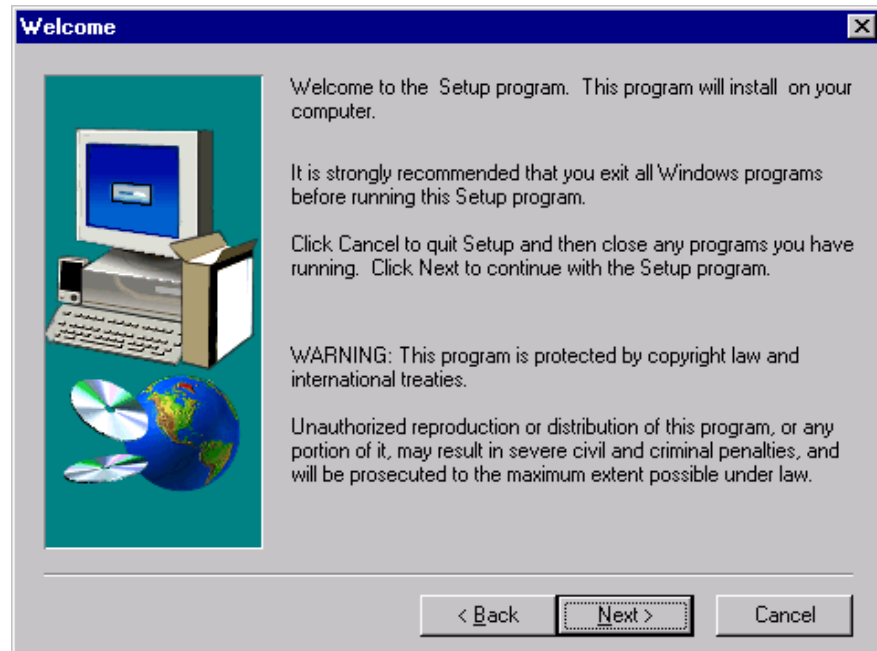 Welcome
Welcome to the  Setup program.  This program will install  on your
computer.
It is strongly recommended that you exit all Windows programs
before running this Setup program.
Click Cancel to quit Setup and then close any programs you have
running.  Click Next to continue with the Setup program.
WARNING: This program is protected by copyright law and
international treaties.
Unauthorized reproduction or distribution of this program, or any
portion of it, may result in severe civil and criminal penalties, and
will be prosecuted to the maximum extent possible under law.
< Back
Next >
Cancel